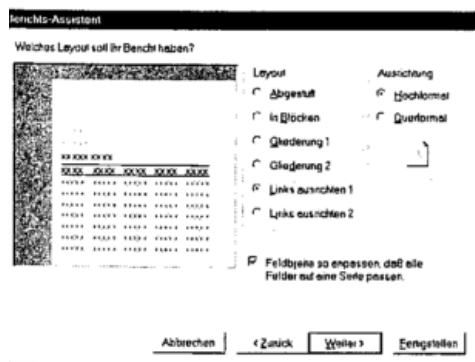 Berichts-Assistent
Welches Layout soll Ihr Bericht haben?
Layout
Abgestuft
In Blöcken
Gliederung 1
Gliederung 2
Links ausrichten 1
Links ausrichten 2
Ausrichtung
Hochformat
Querformat
Feldbreite so anpassen, daß alle
Felder auf eine Seite passen.
Abbrechen
< Zurück
Weiter >
Fertigstellen